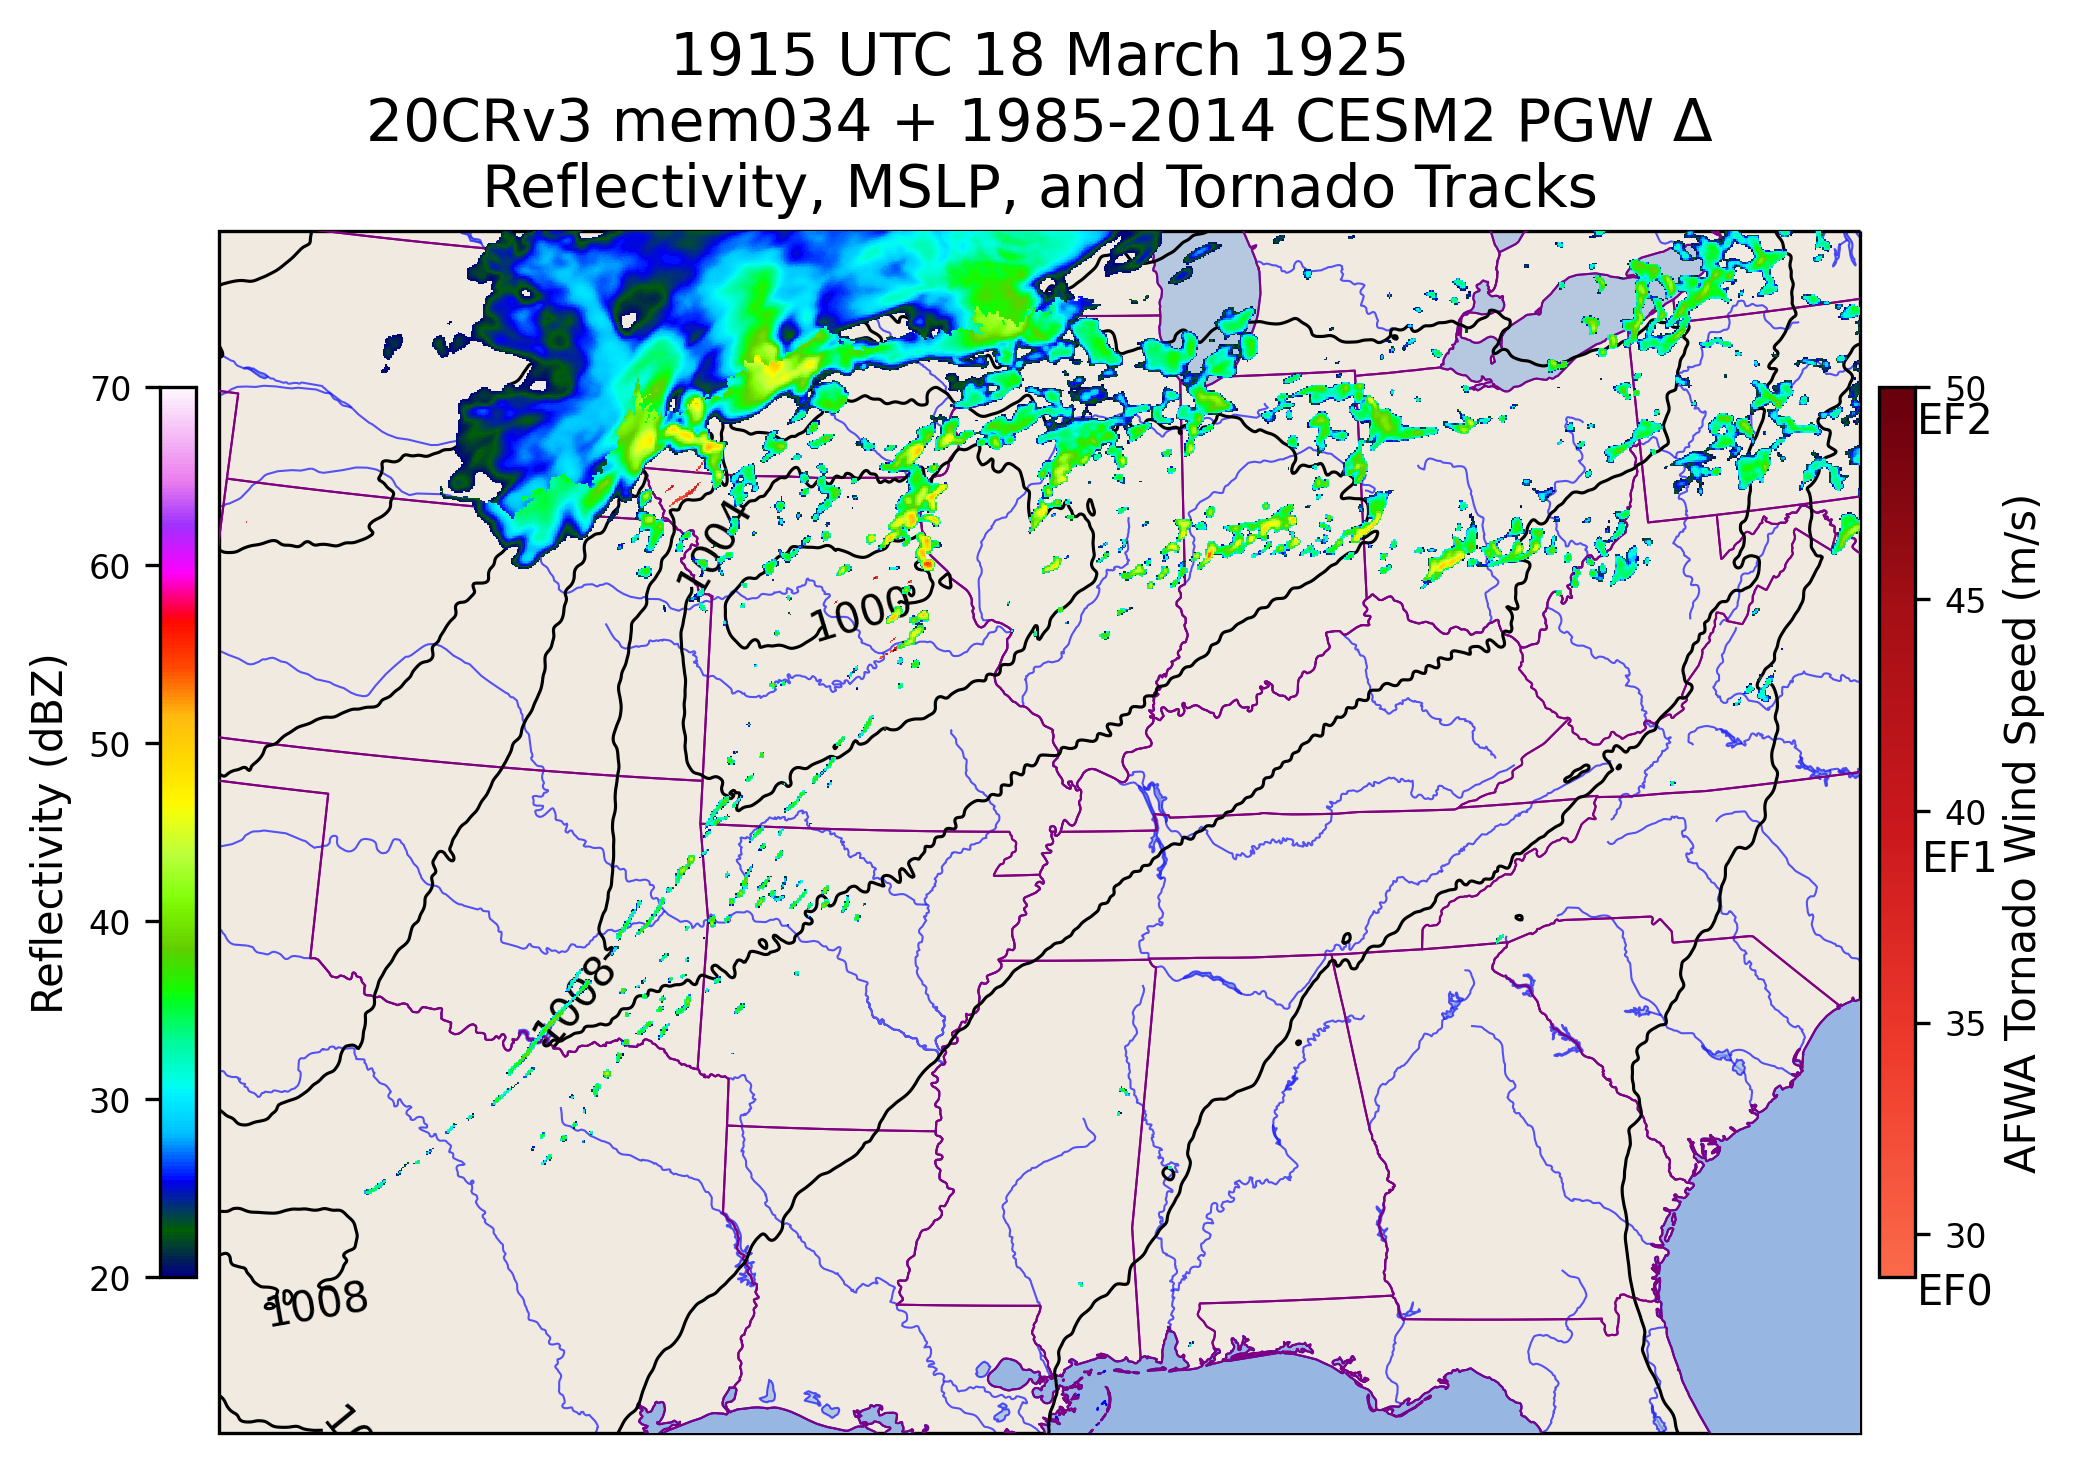 1915 UTC 18 March 1925
20CRv3 mem034 + 1985-2014 CESM2 PGW Δ
Reflectivity, MSLP, and Tornado Tracks
70
60
50
40
30
20
Reflectivity (dBZ)
1004
1000
1008
1008
10
50
EF2
45
40
EF1
35
30
EF0
AFWA Tornado Wind Speed (m/s)